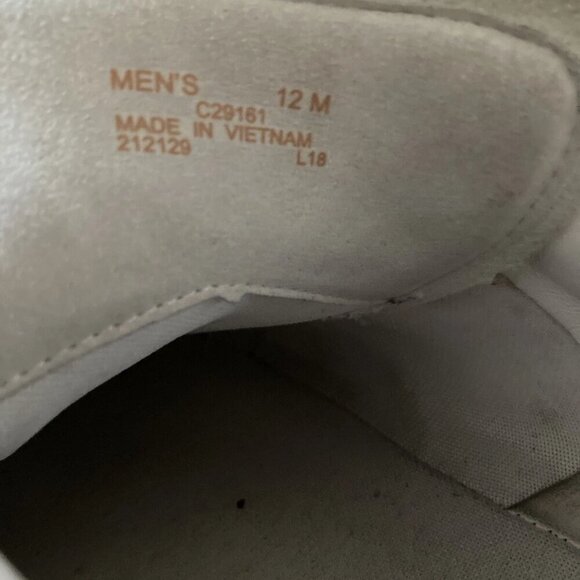 MEN'S 12 M
C29161
MADE IN VIETNAM
212129 L18